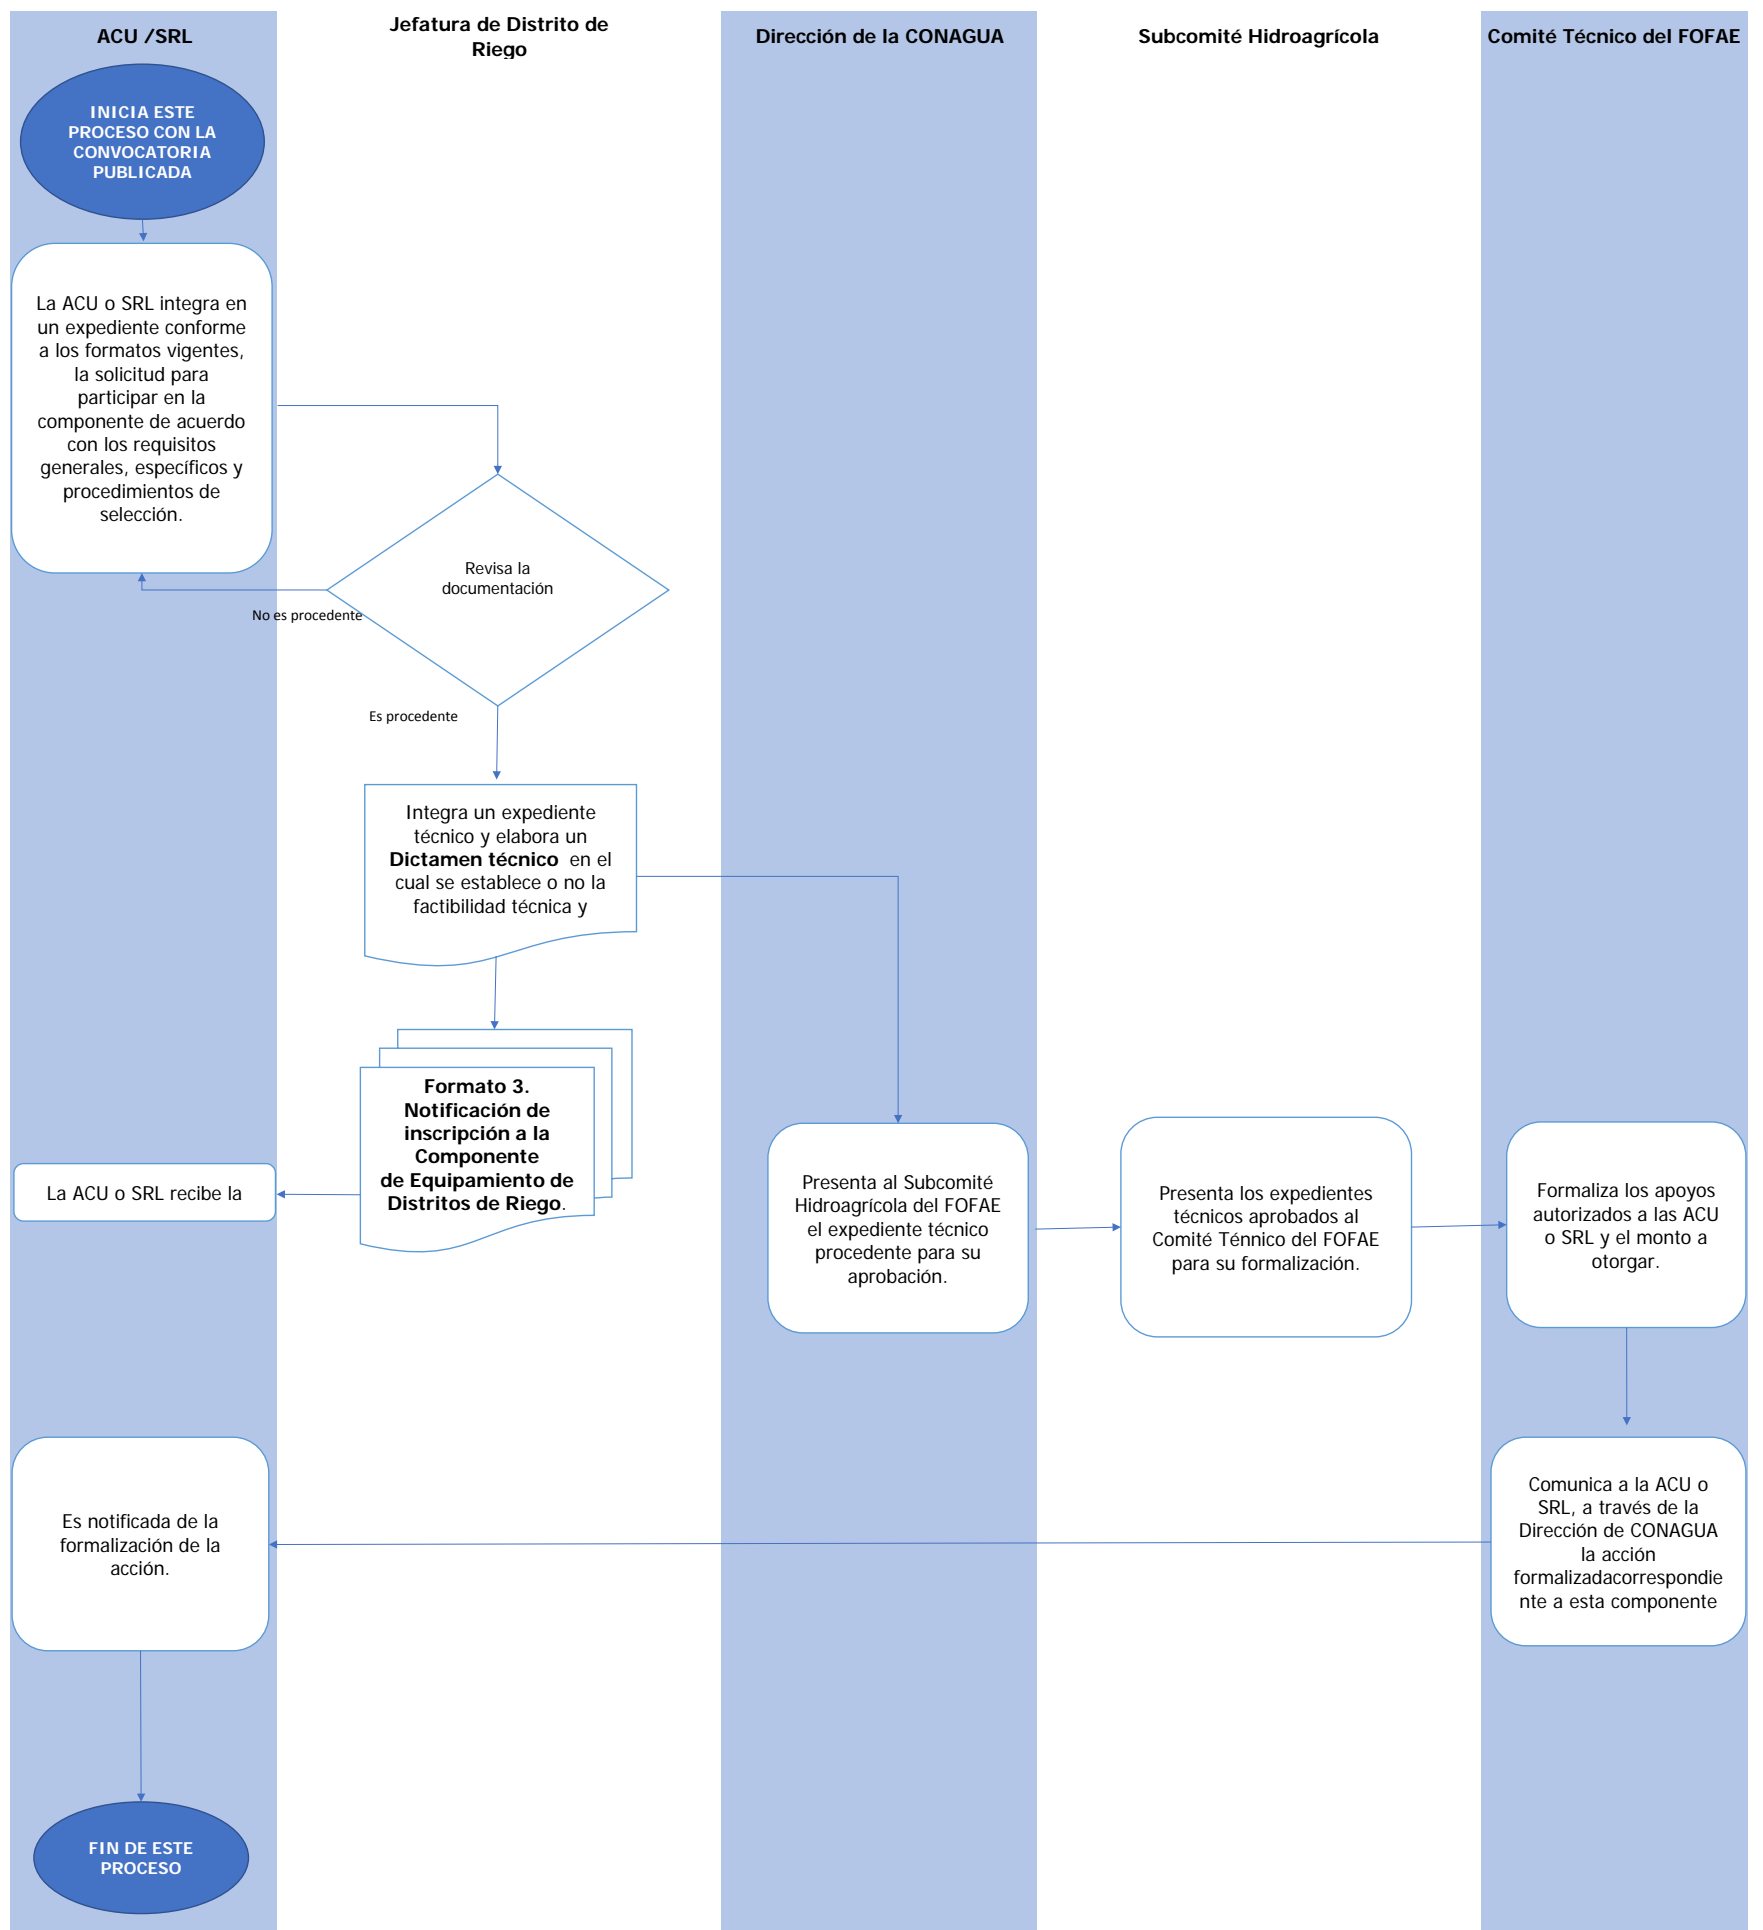 ACU /SRL
Jefatura de Distrito de
Riego
Dirección de la CONAGUA
Subcomité Hidroagrícola
Comité Técnico del FOFAE
INICIA ESTE
PROCESO CON LA
CONVOCATORIA
PUBLICADA
La ACU o SRL integra en
un expediente conforme
a los formatos vigentes,
la solicitud para
participar en la
componente de acuerdo
con los requisitos
generales, específicos y
procedimientos de
selección.
Revisa la
documentación
No es procedente
Es procedente
Integra un expediente
técnico y elabora un
Dictamen técnico en el
cual se establece o no la
factibilidad técnica y
Formato 3.
Notificación de
inscripción a la
Componente
de Equipamiento de
Distritos de Riego.
La ACU o SRL recibe la
Presenta al Subcomité
Hidroagrícola del FOFAE
el expediente técnico
procedente para su
aprobación.
Presenta los expedientes
técnicos aprobados al
Comité Ténnico del FOFAE
para su formalización.
Formaliza los apoyos
autorizados a las ACU
o SRL y el monto a
otorgar.
Comunica a la ACU o
SRL, a través de la
Dirección de CONAGUA
la acción
formalizadacorrespondie
nte a esta componente
Es notificada de la
formalización de la
acción.
FIN DE ESTE
PROCESO